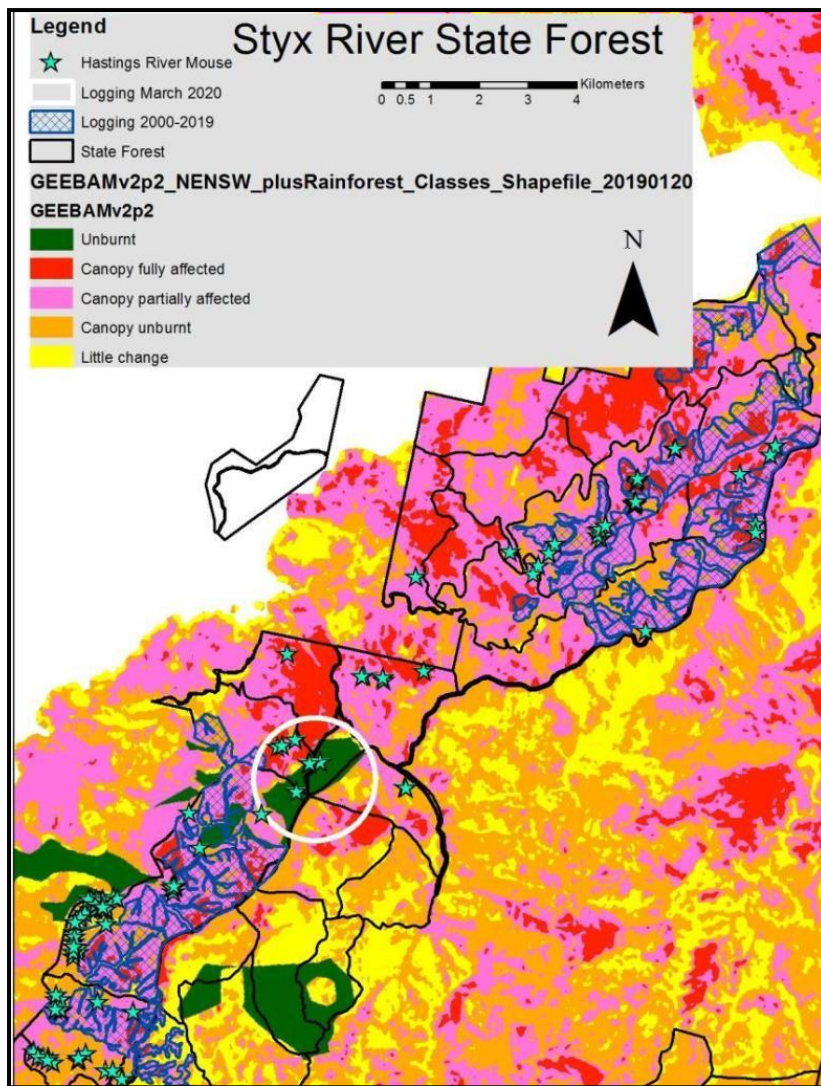 Legend
Styx River State Forest
Hastings River Mouse
Logging March 2020
Kilometers
0 0.5 1 2 3 4
Logging 2000-2019
State Forest
GEEBAMv2p2_NENSW_plusRainforest_Classes_Shapefile_20190120
GEEBAMv2p2
N
Unburnt
Canopy fully affected
Canopy partially affected
Canopy unburnt
Little change